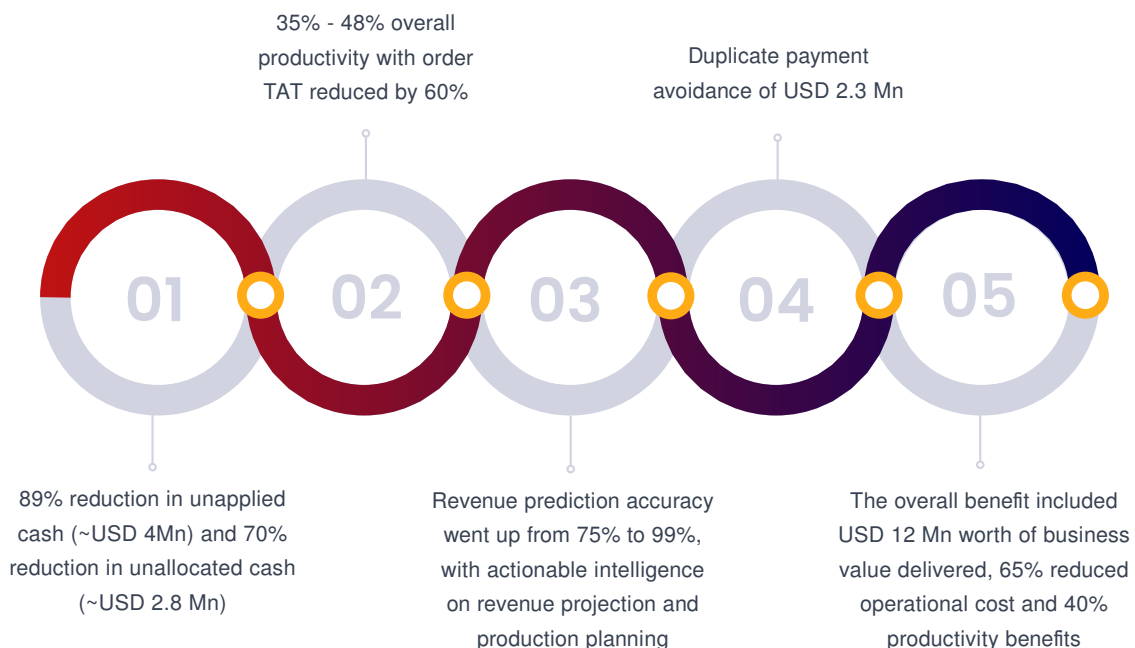 35% - 48% overall
productivity with order
TAT reduced by 60%
Duplicate payment
avoidance of USD 2.3 Mn
01
02
03
04
05
89% reduction in unapplied
cash (~USD 4Mn) and 70%
reduction in unallocated cash
(~USD 2.8 Mn)
Revenue prediction accuracy
went up from 75% to 99%,
with actionable intelligence
on revenue projection and
production planning
The overall benefit included
USD 12 Mn worth of business
value delivered, 65% reduced
operational cost and 40%
productivity benefits